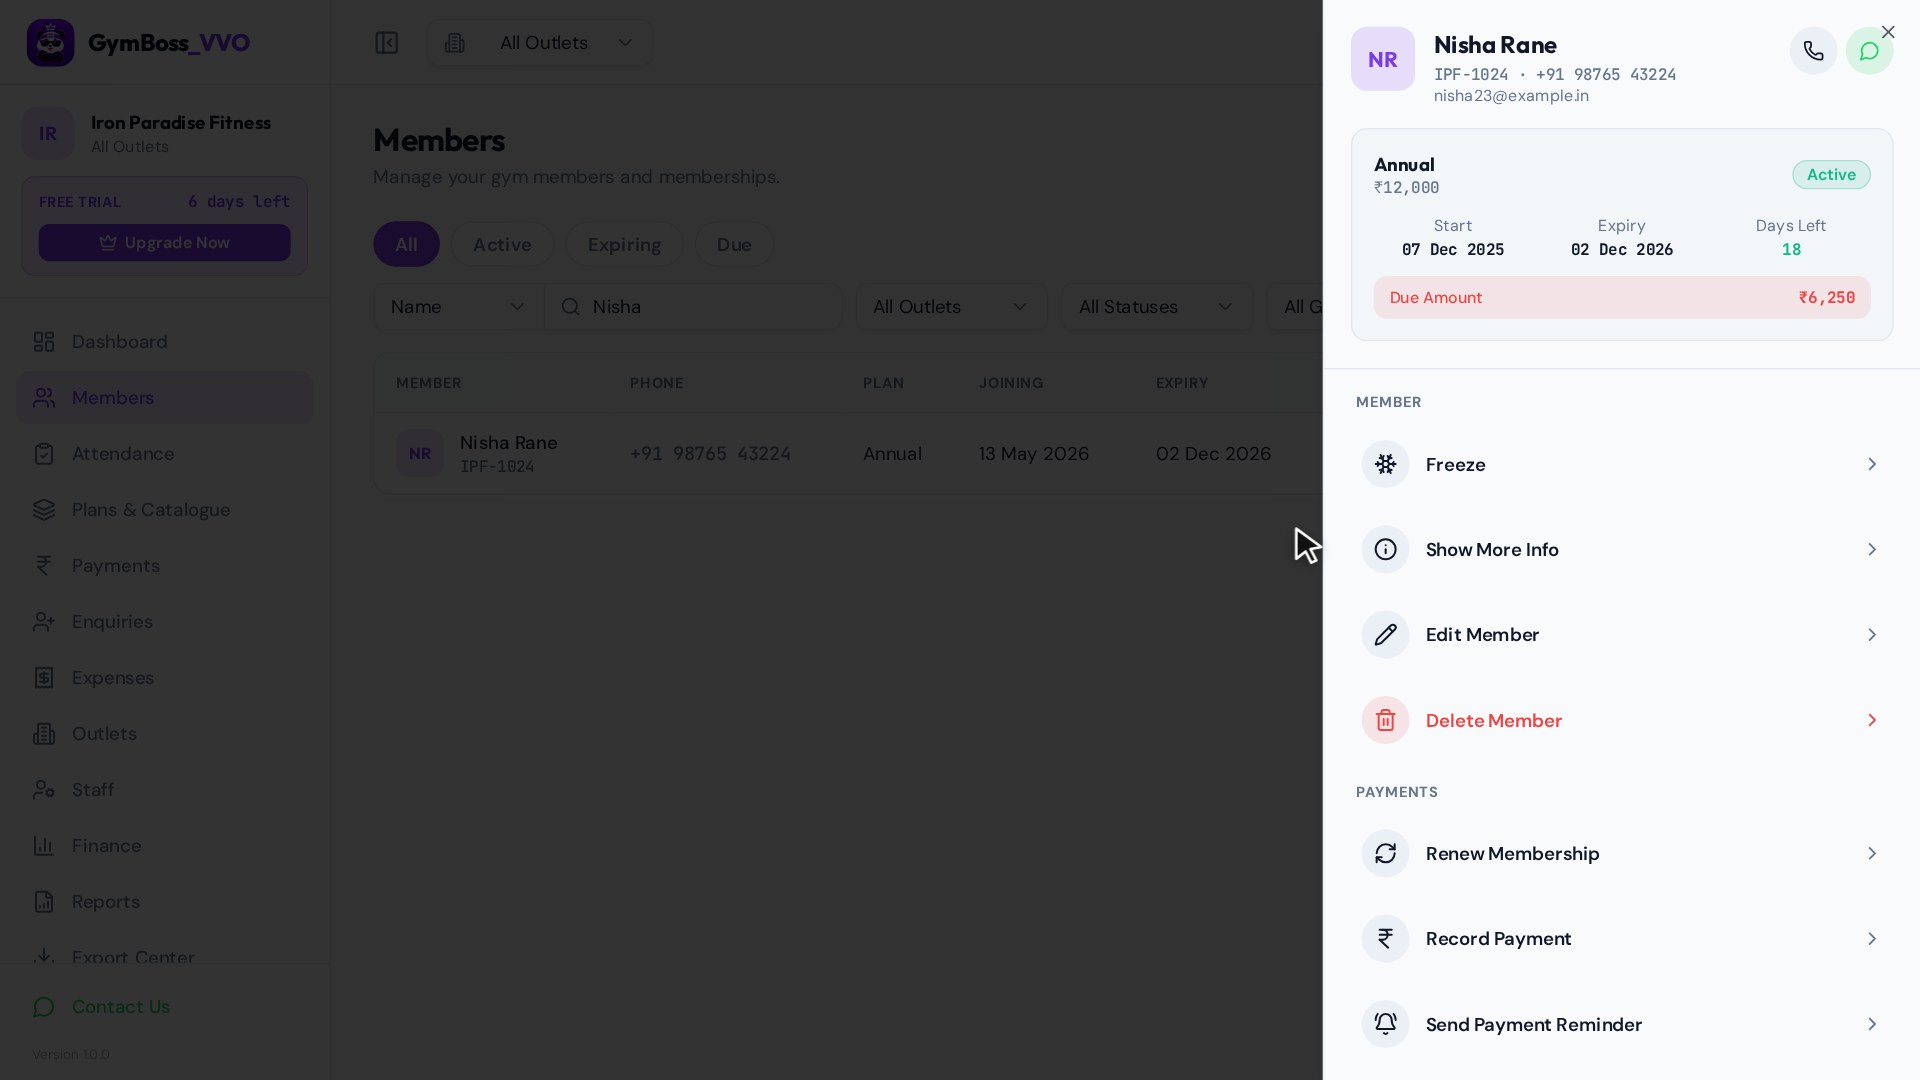 GymBoss_VVO
All Outlets
IR
Iron Paradise Fitness
All Outlets
FREE TRIAL
6 days left
Upgrade Now
Dashboard
Members
Attendance
Plans & Catalogue
Payments
Enquiries
Expenses
Outlets
Staff
Finance
Reports
Export Center
Contact Us
Version 1.0.0
Members
Manage your gym members and memberships.
All
Active
Expiring
Due
Name
Nisha
All Outlets
All Statuses
All G
MEMBER
PHONE
PLAN
JOINING
EXPIRY
NR
Nisha Rane
IPF-1024
+91 98765 43224
Annual
13 May 2026
02 Dec 2026
NR
Nisha Rane
IPF-1024 · +91 98765 43224
nisha23@example.in
Annual
₹12,000
Active
Start
Expiry
Days Left
07 Dec 2025
02 Dec 2026
18
Due Amount
₹6,250
MEMBER
Freeze
Show More Info
Edit Member
Delete Member
PAYMENTS
Renew Membership
Record Payment
Send Payment Reminder